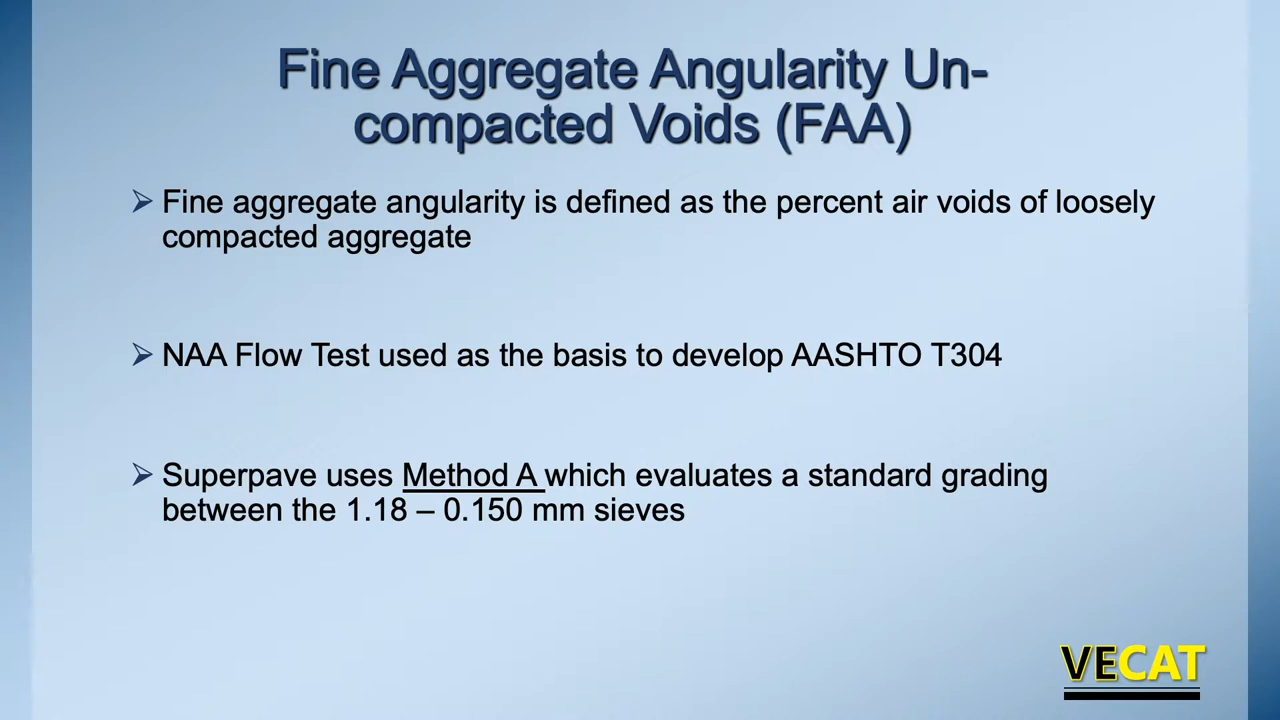 Fine Aggregate Angularity Un-
compacted Voids (FAA)
Fine aggregate angularity is defined as the percent air voids of loosely
compacted aggregate
NAA Flow Test used as the basis to develop AASHTO T304
Superpave uses Method A which evaluates a standard grading
between the 1.18 – 0.150 mm sieves
VECAT